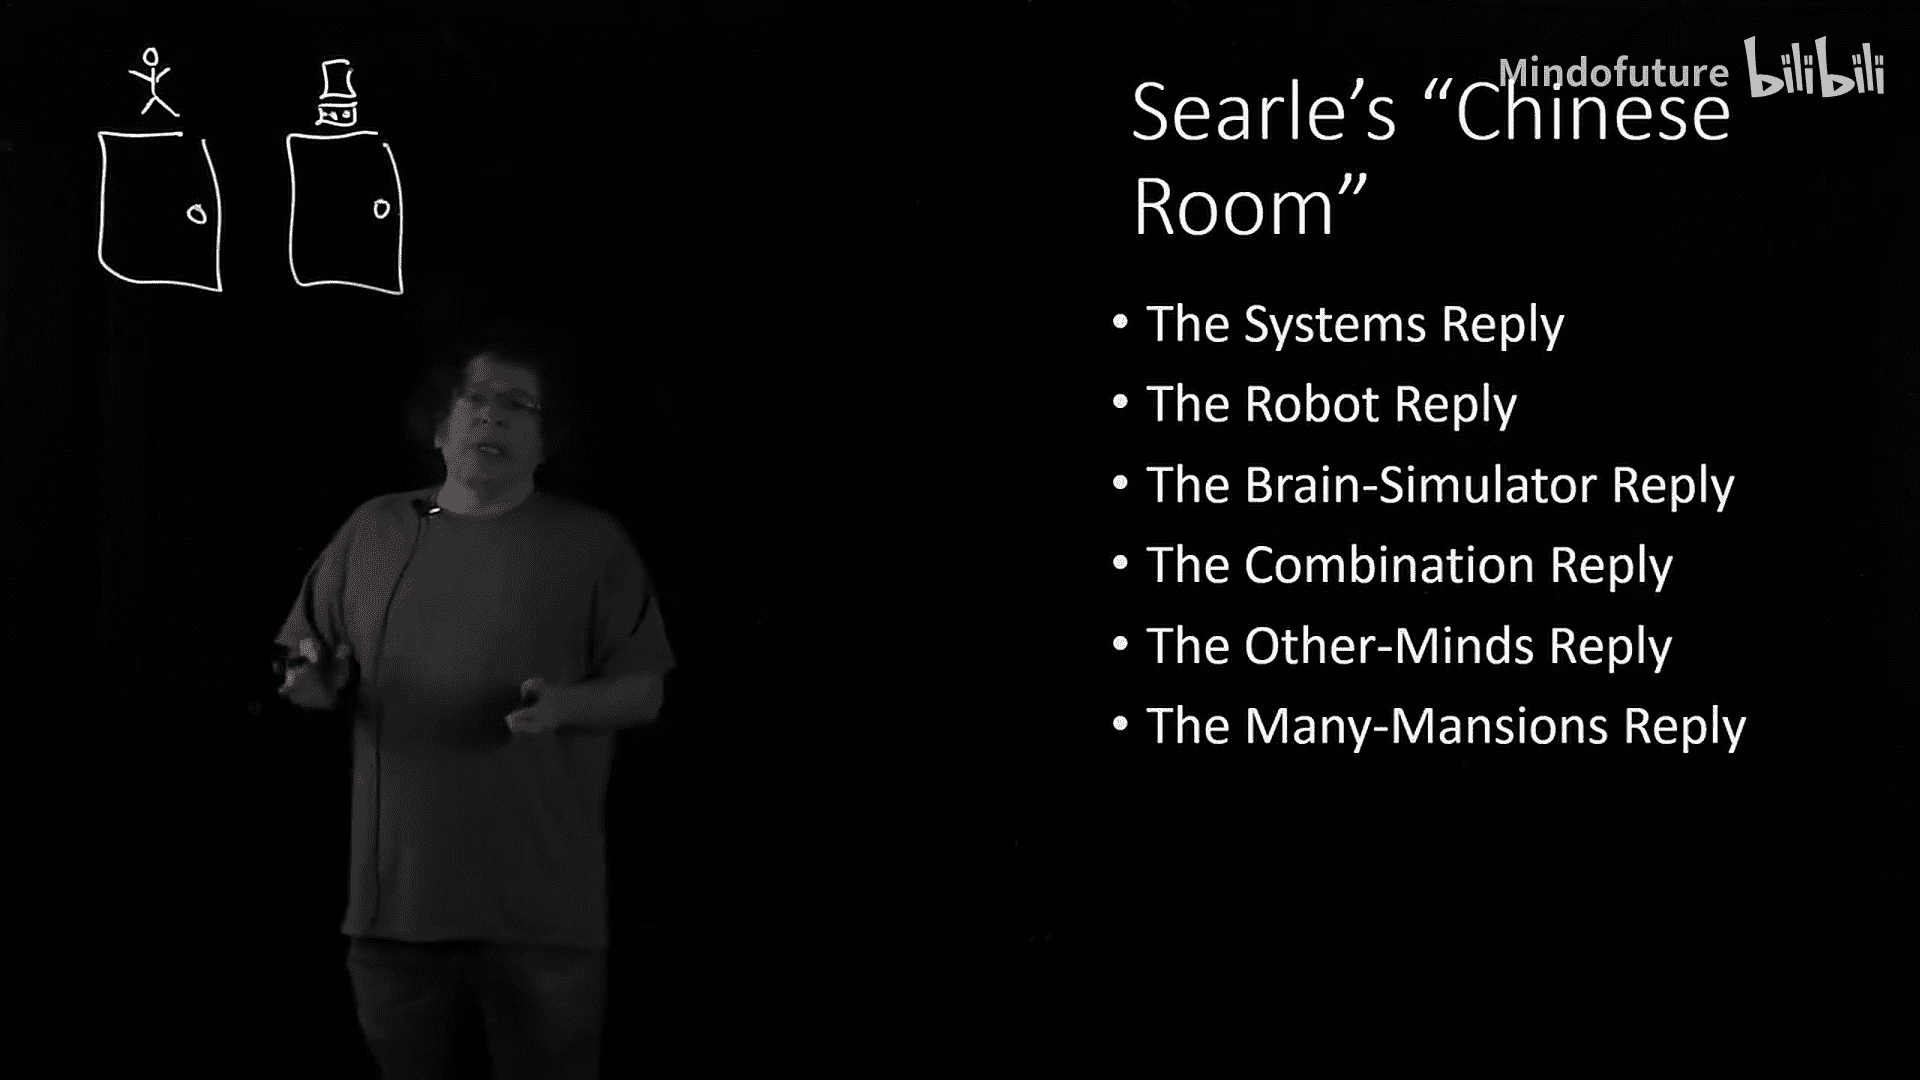 Mindofuture bilibili
Searle’s “Chinese
Room”
• The Systems Reply
• The Robot Reply
• The Brain-Simulator Reply
• The Combination Reply
• The Other-Minds Reply
• The Many-Mansions Reply